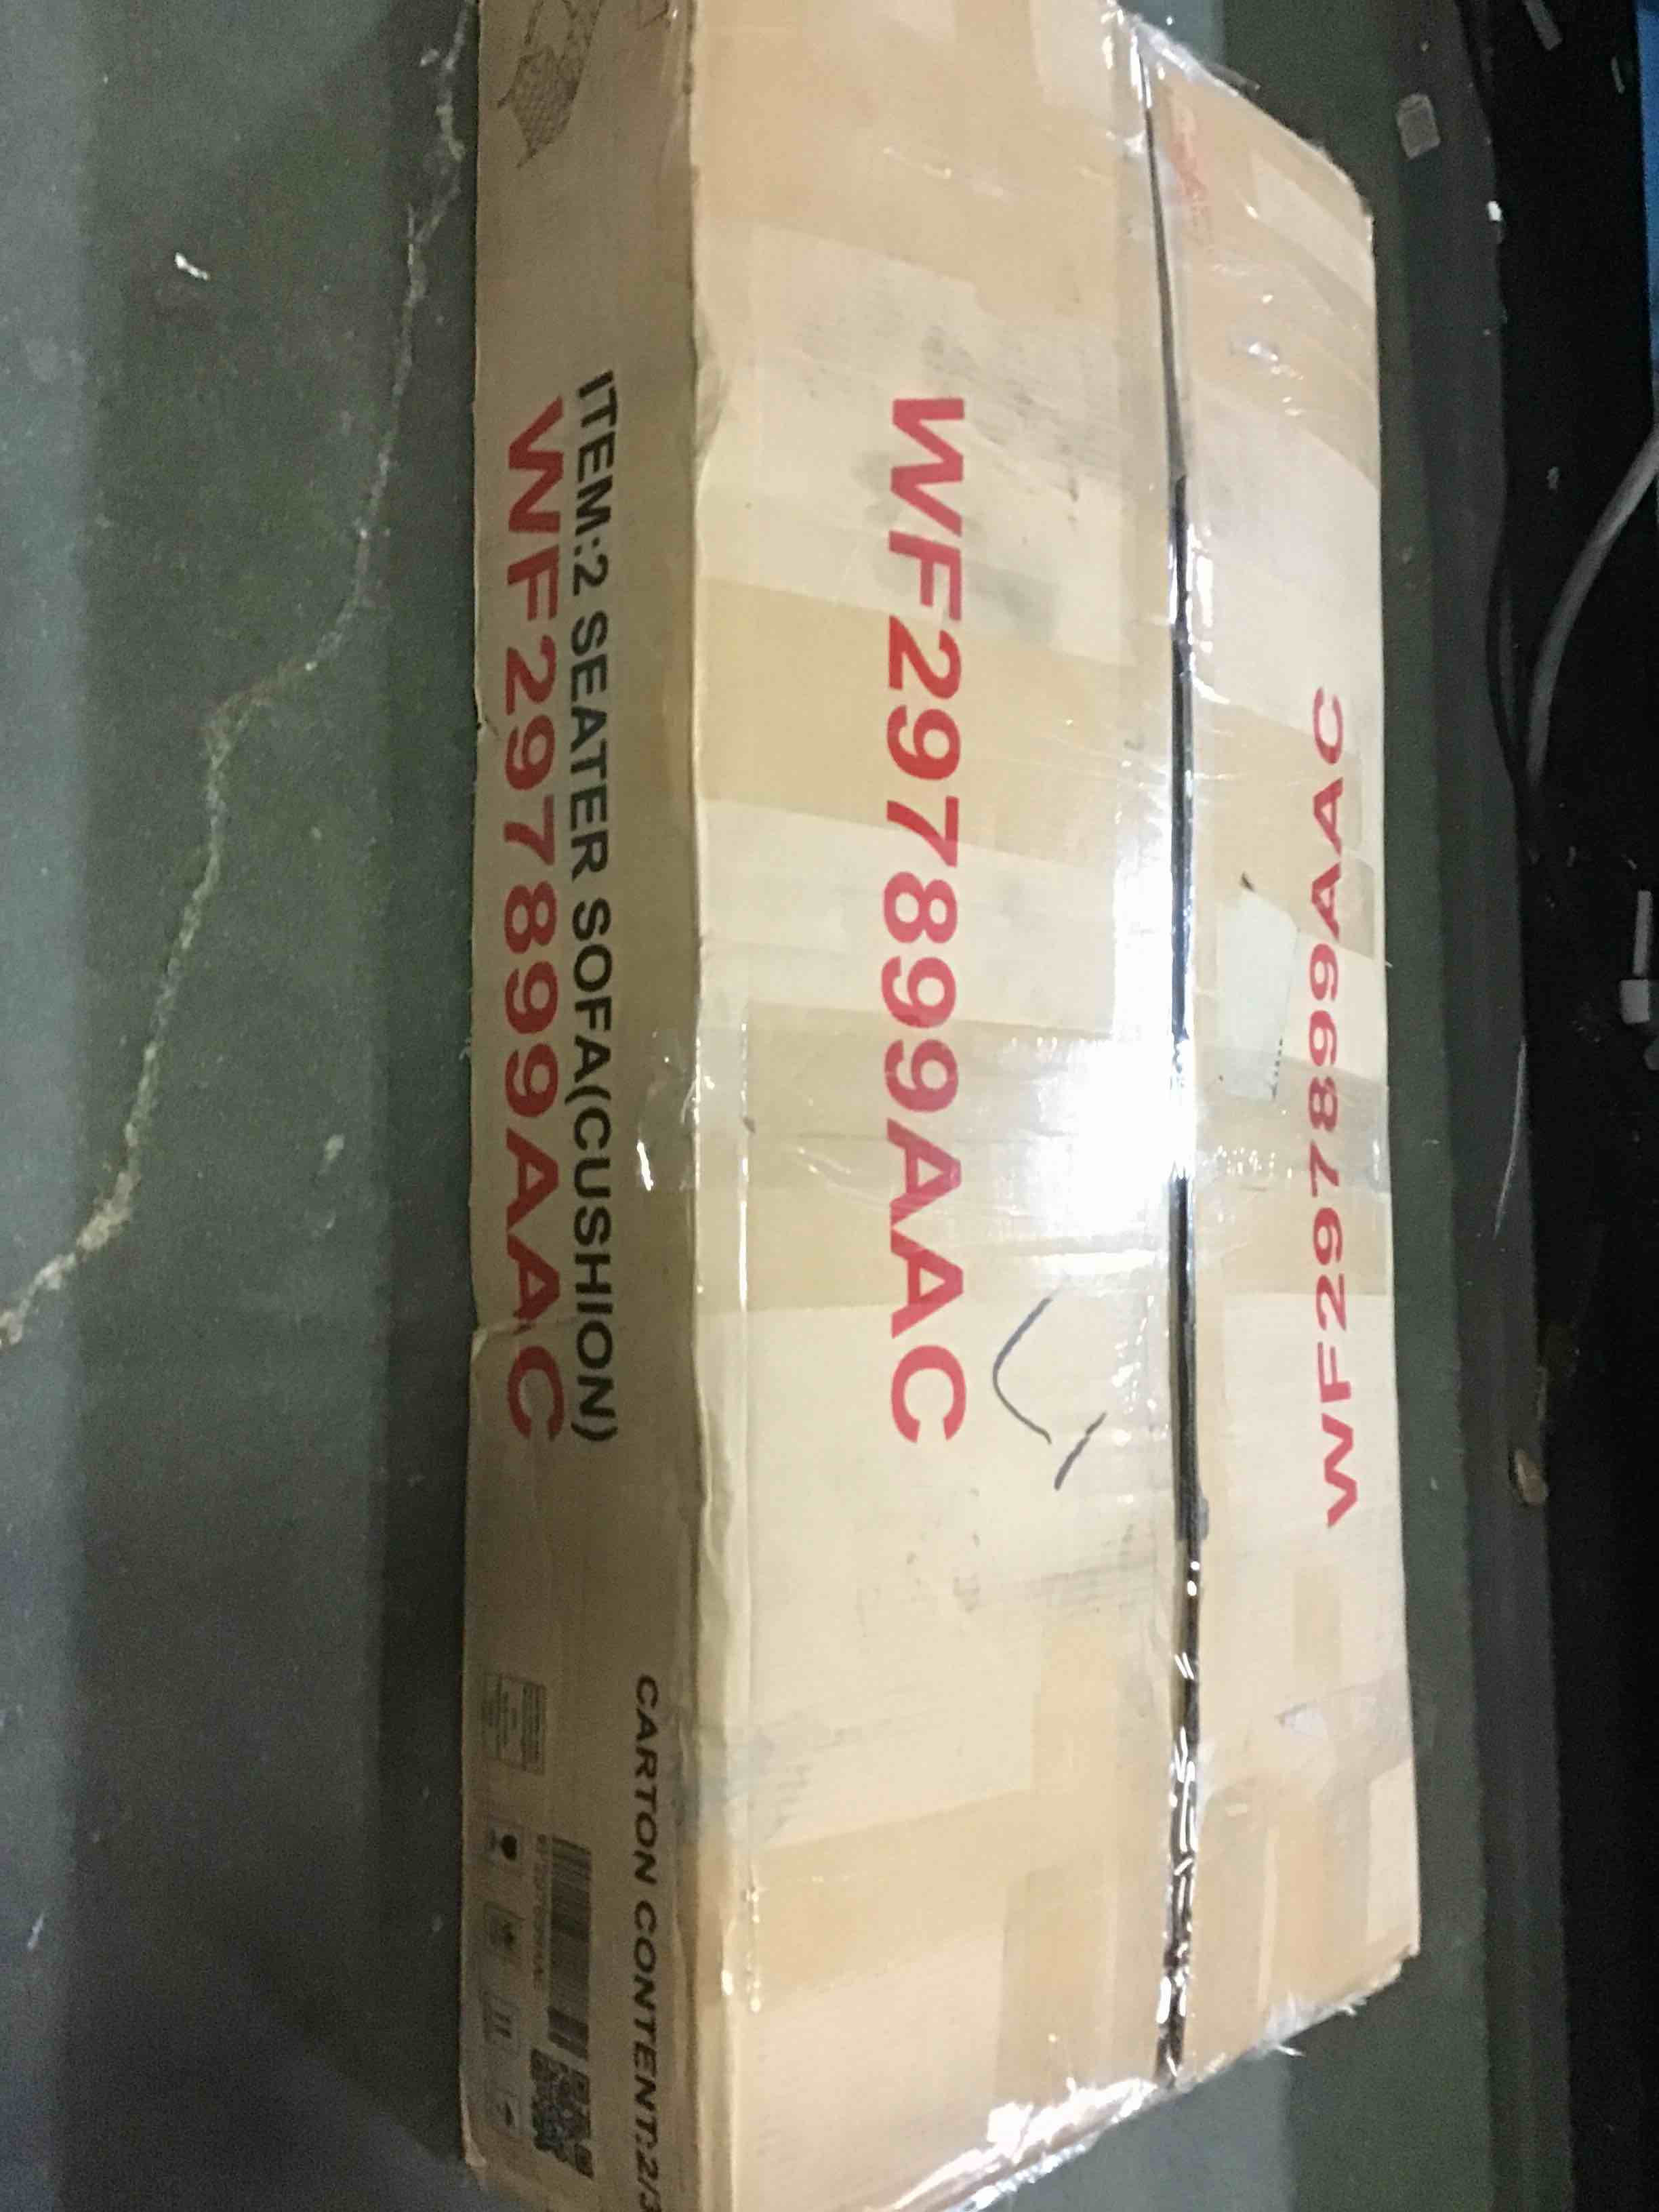 ITEM:2 SEATER SOFA(CUSHION)
WF297899AAC
CARTON CONTENT:2/3
WF297899AAC
WF297899AAC